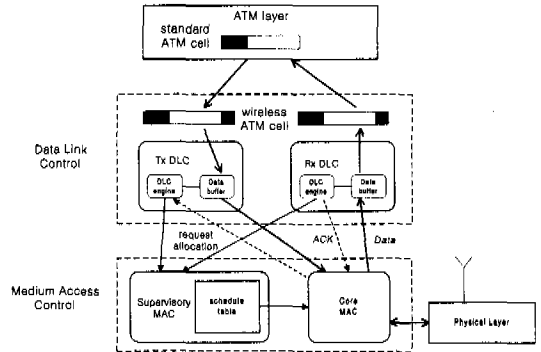 ATM layer
standard
ATM cell
wireless
ATM cell
Data Link
Control
Tx DLC
DLC
engine
Data
buffer
Rx DLC
DLC
engine
Data
buffer
request
allocation
ACK
Data
Medium Access
Control
Supervisory
MAC
schedule
table
Core
MAC
Physical Layer